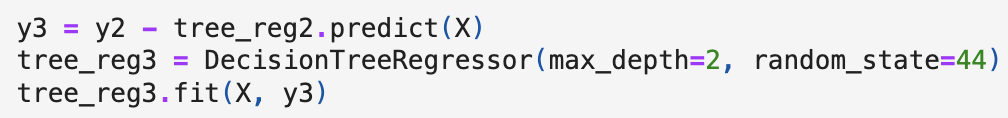 y3 = y2 - tree_reg2.predict(X)
tree_reg3 = DecisionTreeRegressor(max_depth=2, random_state=44)
tree_reg3.fit(X, y3)